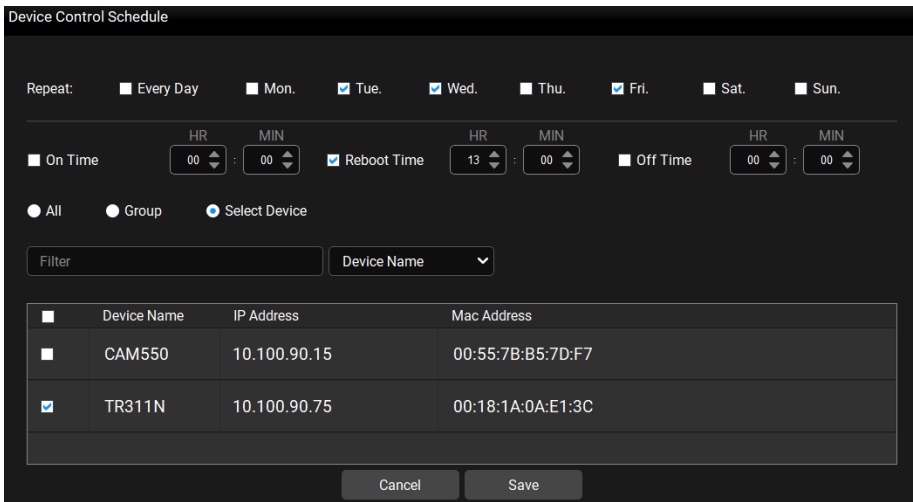 Device Control Schedule
Repeat: Every Day Mon. Tue. Wed. Thu. Fri. Sat. Sun.
HR MIN HR MIN HR MIN
On Time 00 : 00 Reboot Time 13 : 00 Off Time 00 : 00
All Group Select Device
Filter Device Name
Device Name IP Address Mac Address
CAM550 10.100.90.15 00:55:7B:B5:7D:F7
TR311N 10.100.90.75 00:18:1A:0A:E1:3C
Cancel Save